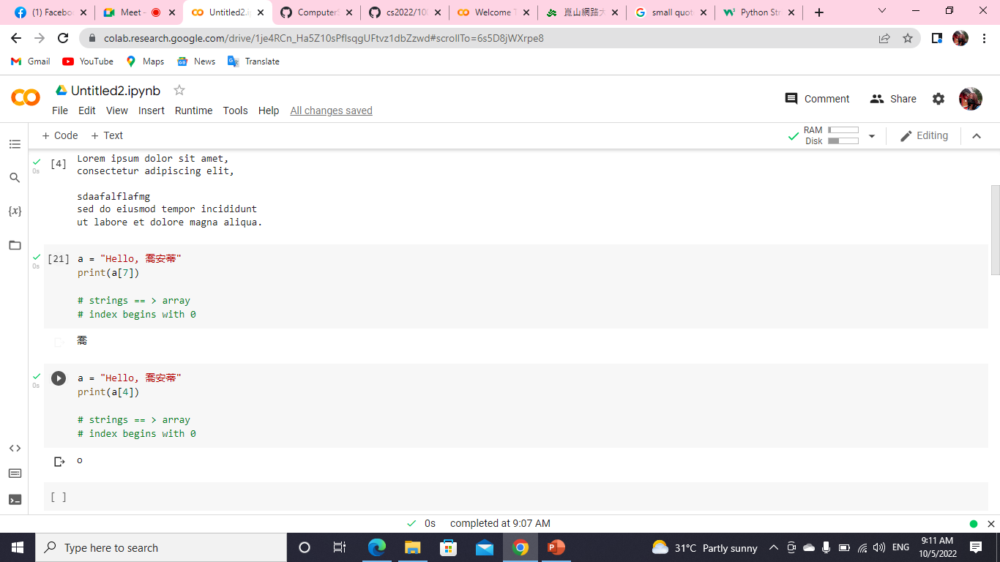 (1) Facebo
Meet -
Untitled2.i
Computer
cs2022/10
Welcome T
崑山網路大
small quot
Python Str
colab.research.google.com/drive/1je4RCn_Ha5Z10sPflsqgUFtvz1dbZzwd#scrollTo=6s5D8jWXrpe8
Gmail
YouTube
Maps
News
Translate
Untitled2.ipynb
Comment
Share
File Edit View Insert Runtime Tools Help All changes saved
+ Code + Text
RAM
Disk
Editing
[4]
Lorem ipsum dolor sit amet,
consectetur adipiscing elit,
sdaafalflafmg
sed do eiusmod tempor incididunt
ut labore et dolore magna aliqua.
0s
[21] a = "Hello, 喬安蒂"
print(a[7])
0s
# strings == > array
# index begins with 0
喬
a = "Hello, 喬安蒂"
print(a[4])
0s
# strings == > array
# index begins with 0
o
[ ]
0s completed at 9:07 AM
Type here to search
31°C Partly sunny
ENG
9:11 AM
10/5/2022